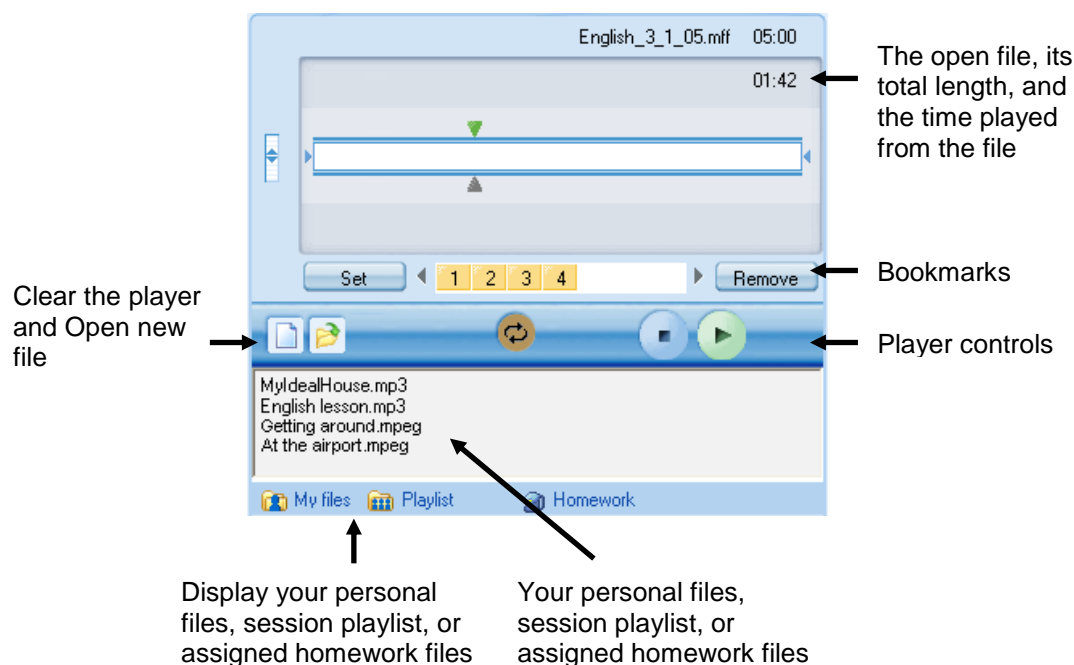 English_3_1_05.mff 05:00
01:42
The open file, its
total length, and
the time played
from the file
Set
1 2 3 4
Remove
Bookmarks
Clear the player
and Open new
file
Player controls
MyIdealHouse.mp3
English lesson.mp3
Getting around.mpeg
At the airport.mpeg
My files Playlist Homework
Display your personal
files, session playlist, or
assigned homework files
Your personal files,
session playlist, or
assigned homework files